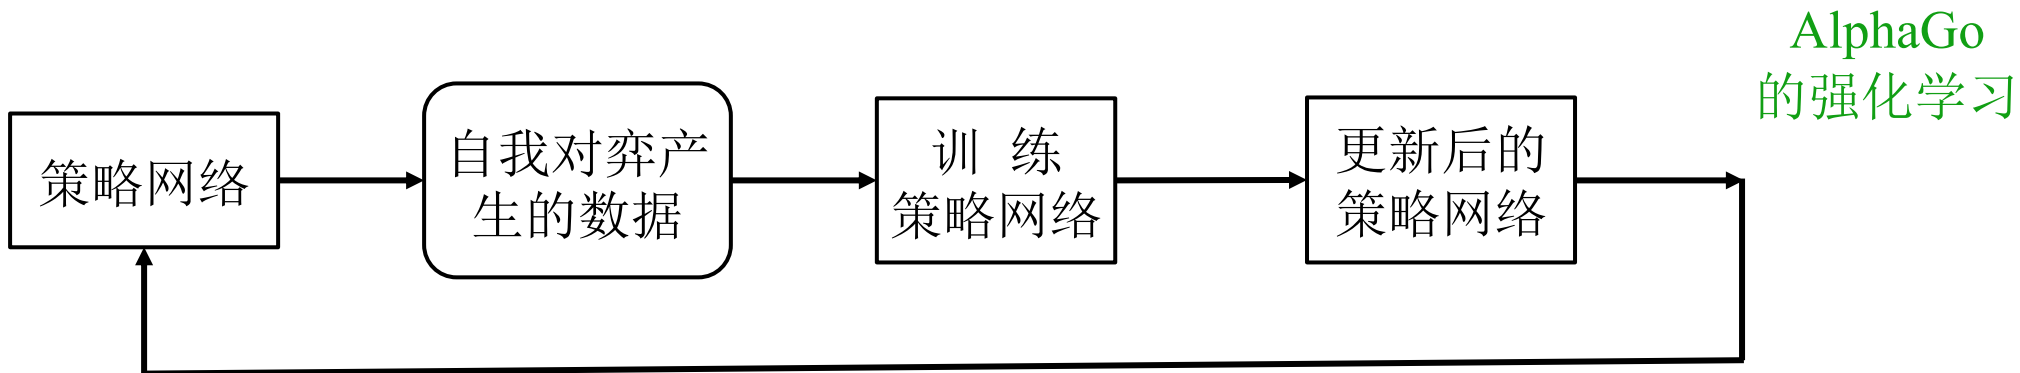 AlphaGo
的强化学习
策略网络
自我对弈产
生的数据
训 练
策略网络
更新后的
策略网络